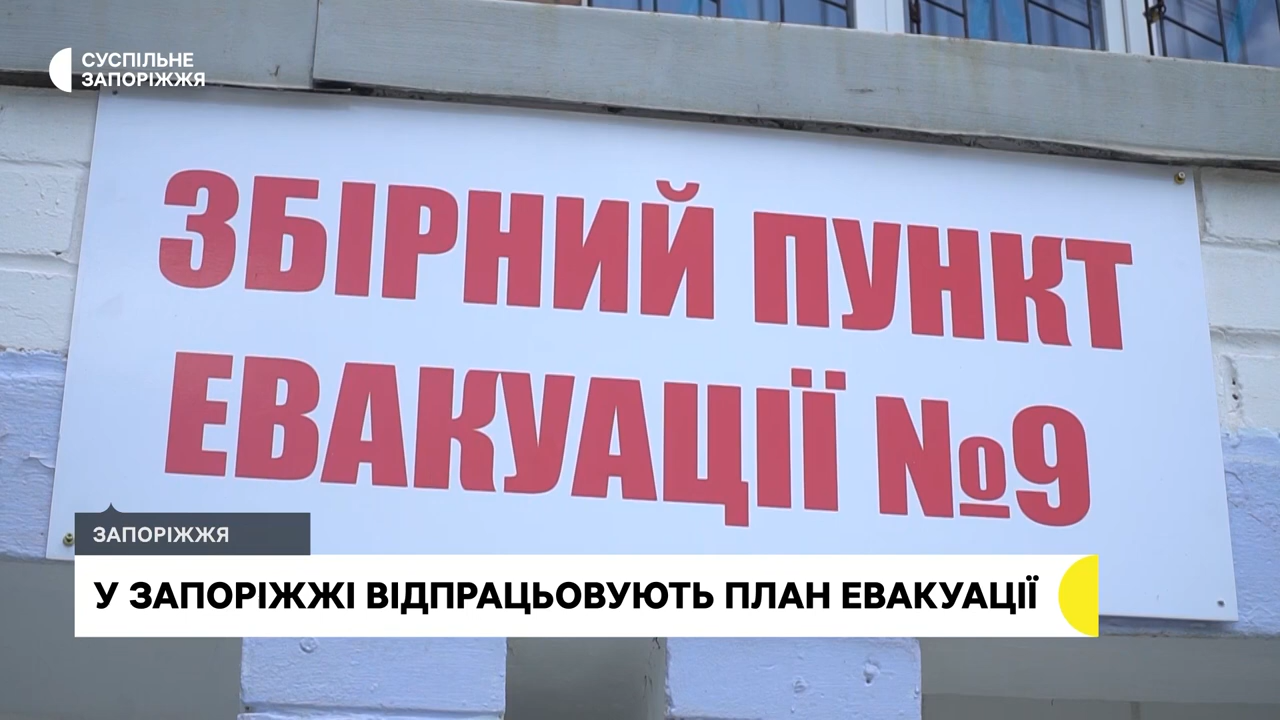 СУСПІЛЬНЕ
ЗАПОРІЖЖЯ
ЗБІРНИЙ ПУНКТ
ЕВАКУАЦІЇ №9
ЗАПОРІЖЖЯ
У ЗАПОРІЖЖІ ВІДПРАЦЬОВУЮТЬ ПЛАН ЕВАКУАЦІЇ